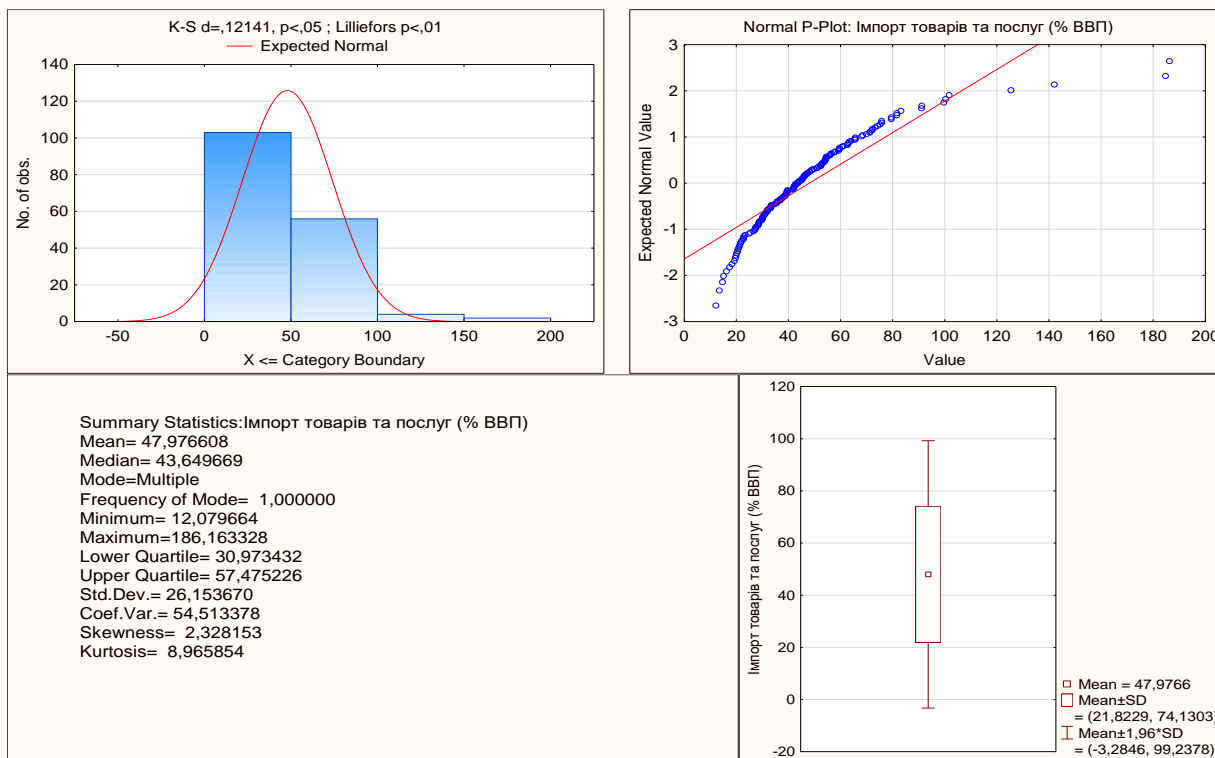 K-S d=,12141, p<,05 ; Lilliefors p<,01
Expected Normal
140
120
100
80
60
40
20
0
No. of obs.
-50 0 50 100 150 200
X <= Category Boundary
Normal P-Plot: Імпорт товарів та послуг (% ВВП)
3
2
1
0
-1
-2
-3
Expected Normal Value
0 20 40 60 80 100 120 140 160 180 200
Value
Summary Statistics:Імпорт товарів та послуг (% ВВП)
Mean= 47,976608
Median= 43,649669
Mode=Multiple
Frequency of Mode= 1,000000
Minimum= 12,079664
Maximum=186,163328
Lower Quartile= 30,973432
Upper Quartile= 57,475226
Std.Dev.= 26,153670
Coef.Var.= 54,513378
Skewness= 2,328153
Kurtosis= 8,965854
120
100
80
60
40
20
0
-20
Імпорт товарів та послуг (% ВВП)
Mean = 47,9766
Mean±SD
= (21,8229, 74,1303)
Mean±1,96*SD
= (-3,2846, 99,2378)